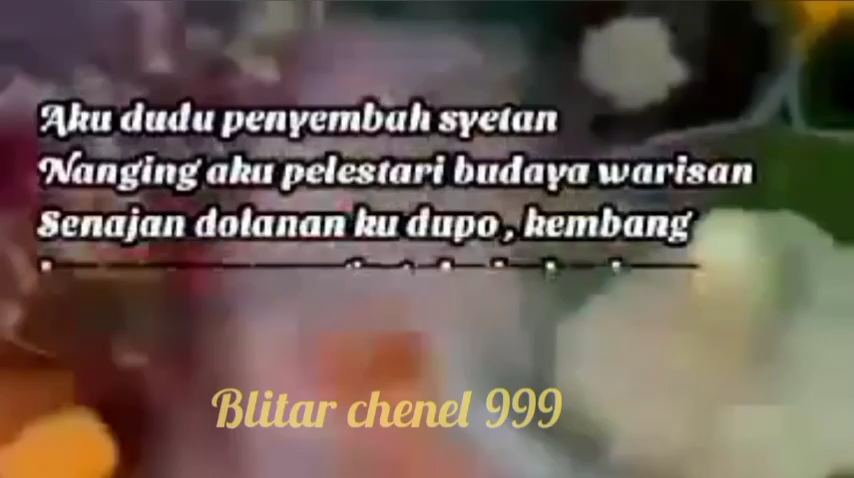 Aku dudu penyembah syetan
Nanging aku pelestari budaya warisan
Senajan dolanan ku dupo, kembang
Blitar chenel 999